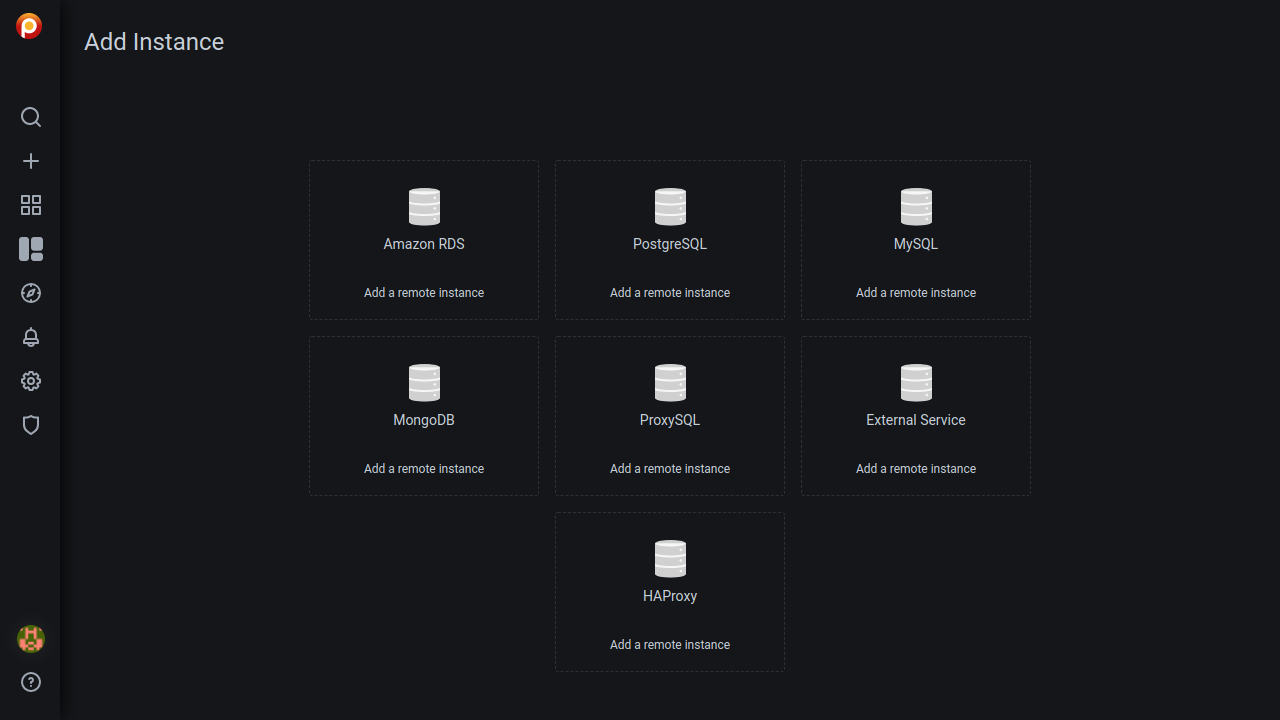 Add Instance
Amazon RDS
Add a remote instance
PostgreSQL
Add a remote instance
MySQL
Add a remote instance
MongoDB
Add a remote instance
ProxySQL
Add a remote instance
External Service
Add a remote instance
HAProxy
Add a remote instance